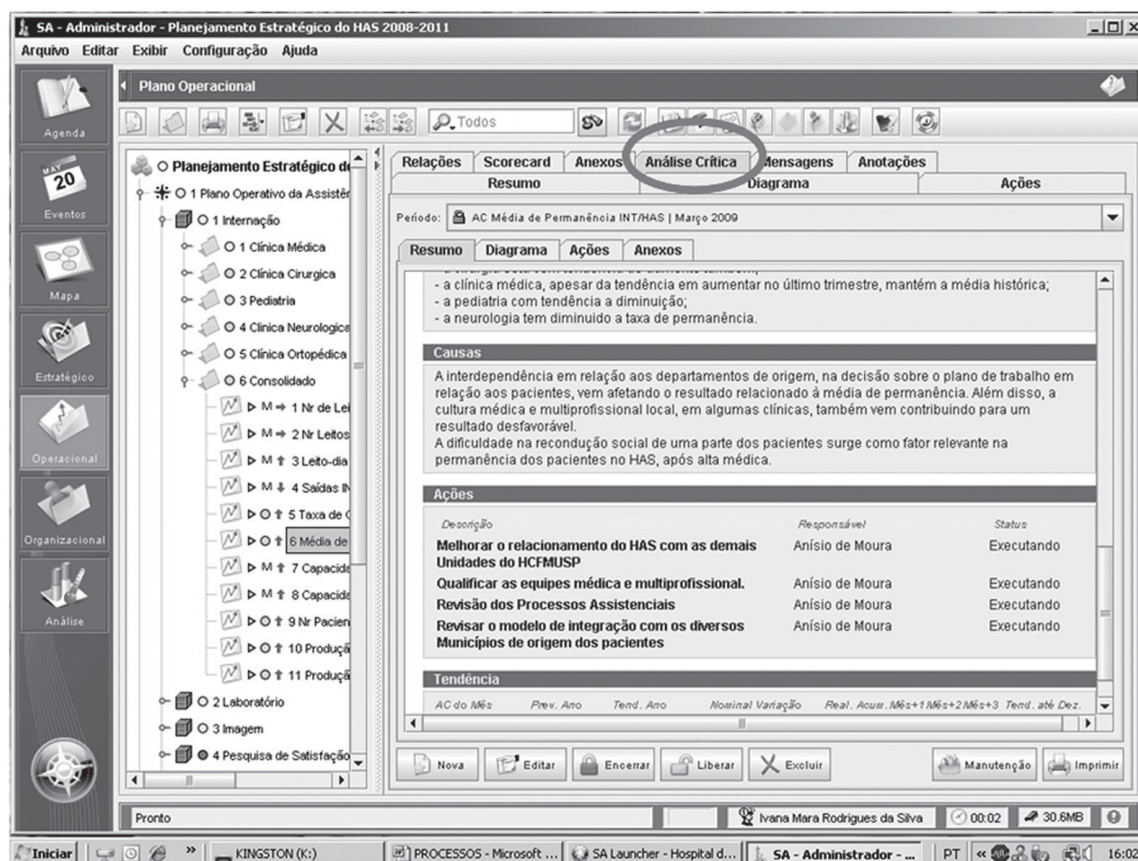 SA - Administrador - Planejamento Estratégico do HAS 2008-2011
Arquivo Editar Exibir Configuração Ajuda
Agenda
MAY 20
Eventos
Mapa
Estratégico
Operacional
Organizacional
Análise
Plano Operacional
Todos
Planejamento Estratégico d
1 Plano Operativo da Assistên
1 Internação
1 Clínica Médica
2 Clínica Cirurgica
3 Pediatria
4 Clinica Neurologica
5 Clínica Ortopédica
6 Consolidado
M 1 Nr de Lei
M 2 Nr Leitos
M 3 Leito-dia
M 4 Saídas IN
5 Taxa de
6 Média de
M 7 Capacida
M 8 Capacida
9 Nr Pacien
10 Produçã
11 Produçã
2 Laboratório
3 Imagem
4 Pesquisa de Satisfação
Relações Scorecard Anexos Análise Crítica Mensagens Anotações
Resumo Diagrama Ações
Período: AC Média de Permanência INT/HAS | Março 2009
Resumo Diagrama Ações Anexos
- a clínica médica, apesar da tendência em aumentar no último trimestre, mantém a média histórica;
- a pediatria com tendência a diminuição;
- a neurologia tem diminuido a taxa de permanência.
Causas
A interdependência em relação aos departamentos de origem, na decisão sobre o plano de trabalho em
relação aos pacientes, vem afetando o resultado relacionado à média de permanência. Além disso, a
cultura médica e multiprofissional local, em algumas clínicas, também vem contribuindo para um
resultado desfavorável.
A dificuldade na recondução social de uma parte dos pacientes surge como fator relevante na
permanência dos pacientes no HAS, após alta médica.
Ações
Descrição Responsável Status
Melhorar o relacionamento do HAS com as demais Anísio de Moura Executando
Unidades do HCFMUSP
Qualificar as equipes médica e multiprofissional. Anísio de Moura Executando
Revisão dos Processos Assistenciais Anísio de Moura Executando
Revisar o modelo de integração com os diversos Anísio de Moura Executando
Municípios de origem dos pacientes
Tendência
AC do Mês Prev. Ano Tend. Ano Nominal Variação Real. Acum. Mês+1 Mês+2 Mês+3 Tend. até Dez.
Nova Editar Encerrar Liberar Excluir Manutenção Imprimir
Pronto Ivana Mara Rodrigues da Silva 00:02 30.6MB
Iniciar » KINGSTON (K:) PROCESSOS - Microsoft ... SA Launcher - Hospital d... SA - Administrador - ... PT « 16:02